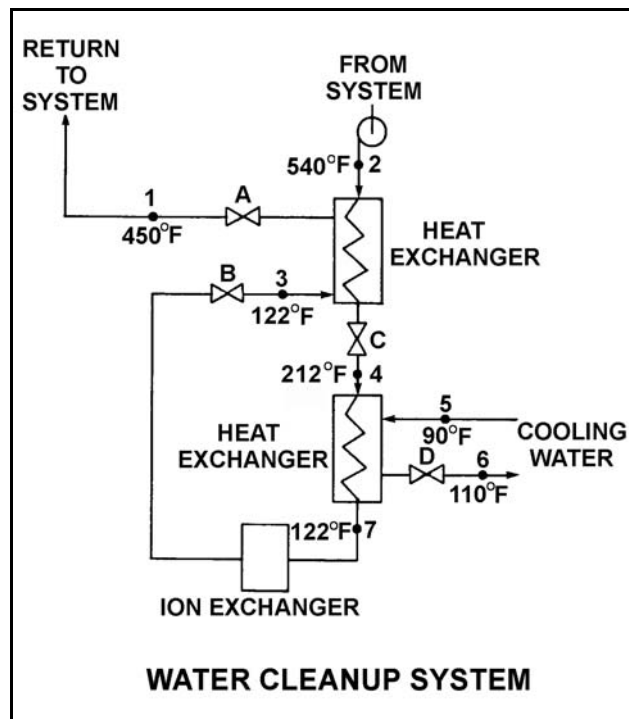 RETURN
TO
SYSTEM
FROM
SYSTEM
540°F
2
1
A
450°F
HEAT
EXCHANGER
B
3
122°F
C
212°F
4
HEAT
EXCHANGER
5
90°F
COOLING
WATER
D
6
110°F
122°F
7
ION EXCHANGER
WATER CLEANUP SYSTEM